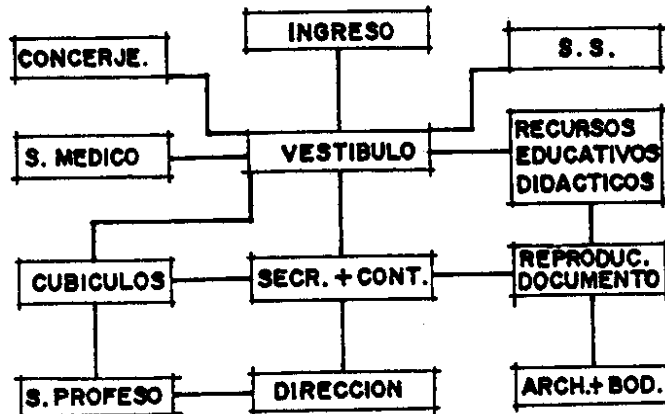 INGRESO
CONCERJE.
S. S.
S. MEDICO
VESTIBULO
RECURSOS
EDUCATIVOS
DIDACTICOS
CUBICULOS
SECR. + CONT.
REPRODUC.
DOCUMENTO
S. PROFESO
DIRECCION
ARCH.+ BOD.